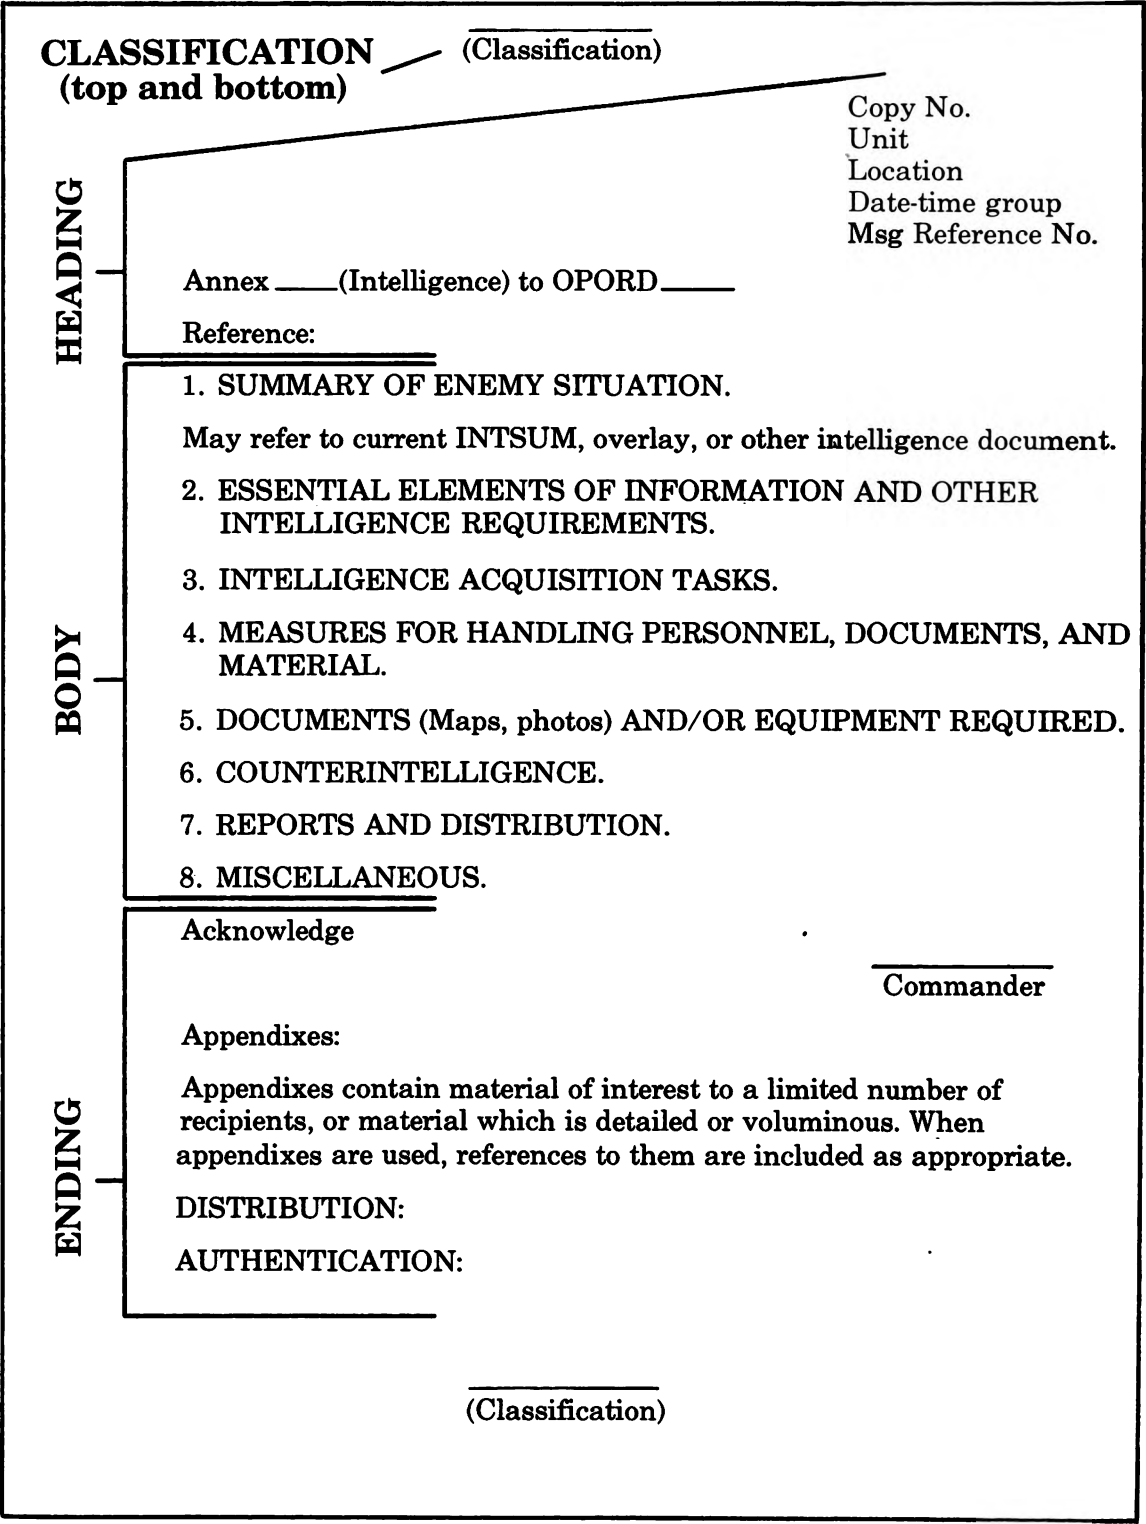 CLASSIFICATION
(top and bottom)
(Classification)
Copy No.
Unit
Location
Date-time group
Msg Reference No.
HEADING
Annex ____(Intelligence) to OPORD_____
Reference:
BODY
1. SUMMARY OF ENEMY SITUATION.
May refer to current INTSUM, overlay, or other intelligence document.
2. ESSENTIAL ELEMENTS OF INFORMATION AND OTHER
INTELLIGENCE REQUIREMENTS.
3. INTELLIGENCE ACQUISITION TASKS.
4. MEASURES FOR HANDLING PERSONNEL, DOCUMENTS, AND
MATERIAL.
5. DOCUMENTS (Maps, photos) AND/OR EQUIPMENT REQUIRED.
6. COUNTERINTELLIGENCE.
7. REPORTS AND DISTRIBUTION.
8. MISCELLANEOUS.
ENDING
Acknowledge
Commander
Appendixes:
Appendixes contain material of interest to a limited number of
recipients, or material which is detailed or voluminous. When
appendixes are used, references to them are included as appropriate.
DISTRIBUTION:
AUTHENTICATION:
(Classification)